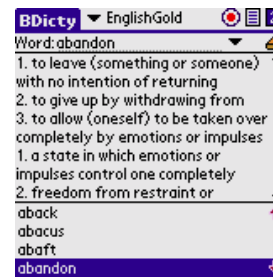 BDicty EnglishGold
Word: abandon
1. to leave (something or someone)
with no intention of returning
2. to give up by withdrawing from
3. to allow (oneself) to be taken over
completely by emotions or impulses
1. a state in which emotions or
impulses control one completely
2. freedom from restraint or
aback
abacus
abaft
abandon